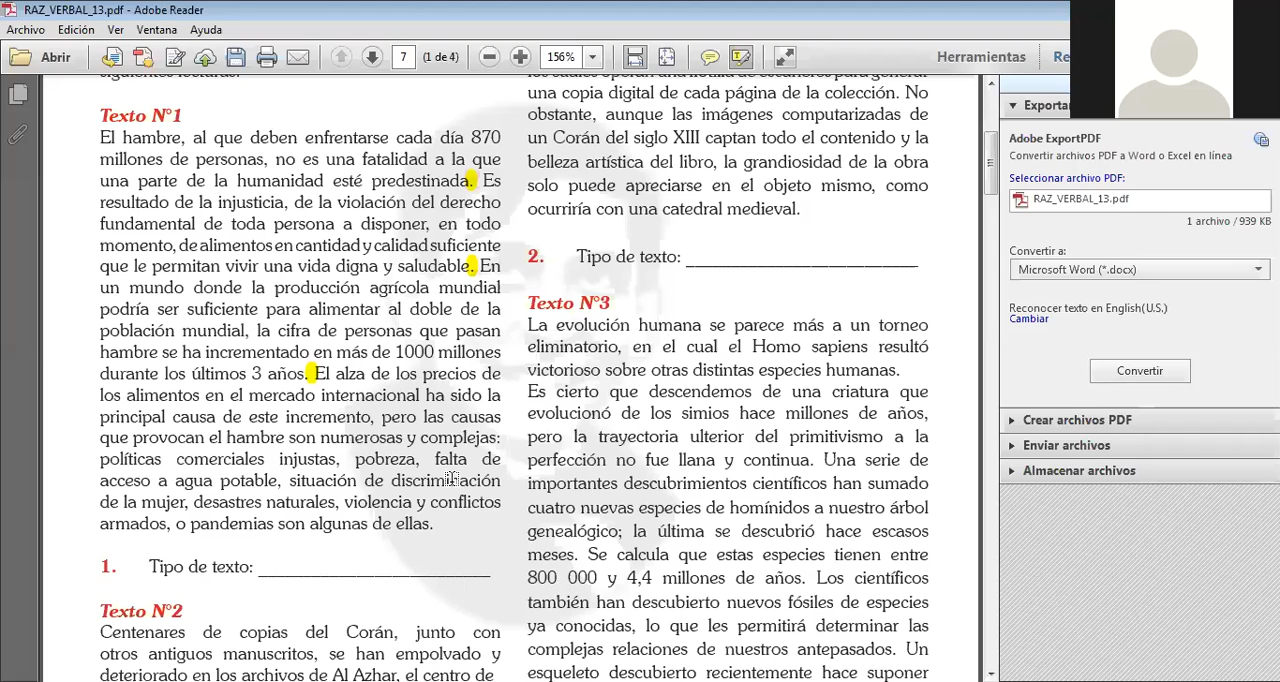 RAZ_VERBAL_13.pdf - Adobe Reader
Archivo Edición Ver Ventana Ayuda
Abrir 7 (1 de 4) 156% Herramientas
Texto N°1
El hambre, al que deben enfrentarse cada día 870
millones de personas, no es una fatalidad a la que
una parte de la humanidad esté predestinada. Es
resultado de la injusticia, de la violación del derecho
fundamental de toda persona a disponer, en todo
momento, de alimentos en cantidad y calidad suficiente
que le permitan vivir una vida digna y saludable. En
un mundo donde la producción agrícola mundial
podría ser suficiente para alimentar al doble de la
población mundial, la cifra de personas que pasan
hambre se ha incrementado en más de 1000 millones
durante los últimos 3 años. El alza de los precios de
los alimentos en el mercado internacional ha sido la
principal causa de este incremento, pero las causas
que provocan el hambre son numerosas y complejas:
políticas comerciales injustas, pobreza, falta de
acceso a agua potable, situación de discriminación
de la mujer, desastres naturales, violencia y conflictos
armados, o pandemias son algunas de ellas.
1. Tipo de texto: ____________________________
Texto N°2
Centenares de copias del Corán, junto con
otros antiguos manuscritos, se han empolvado y
deteriorado en los archivos de Al Azhar, el centro de
una copia digital de cada página de la colección. No
obstante, aunque las imágenes computarizadas de
un Corán del siglo XIII captan todo el contenido y la
belleza artística del libro, la grandiosidad de la obra
solo puede apreciarse en el objeto mismo, como
ocurriría con una catedral medieval.
2. Tipo de texto: ____________________________
Texto N°3
La evolución humana se parece más a un torneo
eliminatorio, en el cual el Homo sapiens resultó
victorioso sobre otras distintas especies humanas.
Es cierto que descendemos de una criatura que
evolucionó de los simios hace millones de años,
pero la trayectoria ulterior del primitivismo a la
perfección no fue llana y continua. Una serie de
importantes descubrimientos científicos han sumado
cuatro nuevas especies de homínidos a nuestro árbol
genealógico; la última se descubrió hace escasos
meses. Se calcula que estas especies tienen entre
800 000 y 4,4 millones de años. Los científicos
también han descubierto nuevos fósiles de especies
ya conocidas, lo que les permitirá determinar las
complejas relaciones de nuestros antepasados. Un
esqueleto descubierto recientemente hace suponer
Adobe ExportPDF
Convertir archivos PDF a Word o Excel en línea
Seleccionar archivo PDF:
RAZ_VERBAL_13.pdf
1 archivo / 939 KB
Convertir a:
Microsoft Word (*.docx)
Reconocer texto en English(U.S.)
Cambiar
Convertir
Crear archivos PDF
Enviar archivos
Almacenar archivos